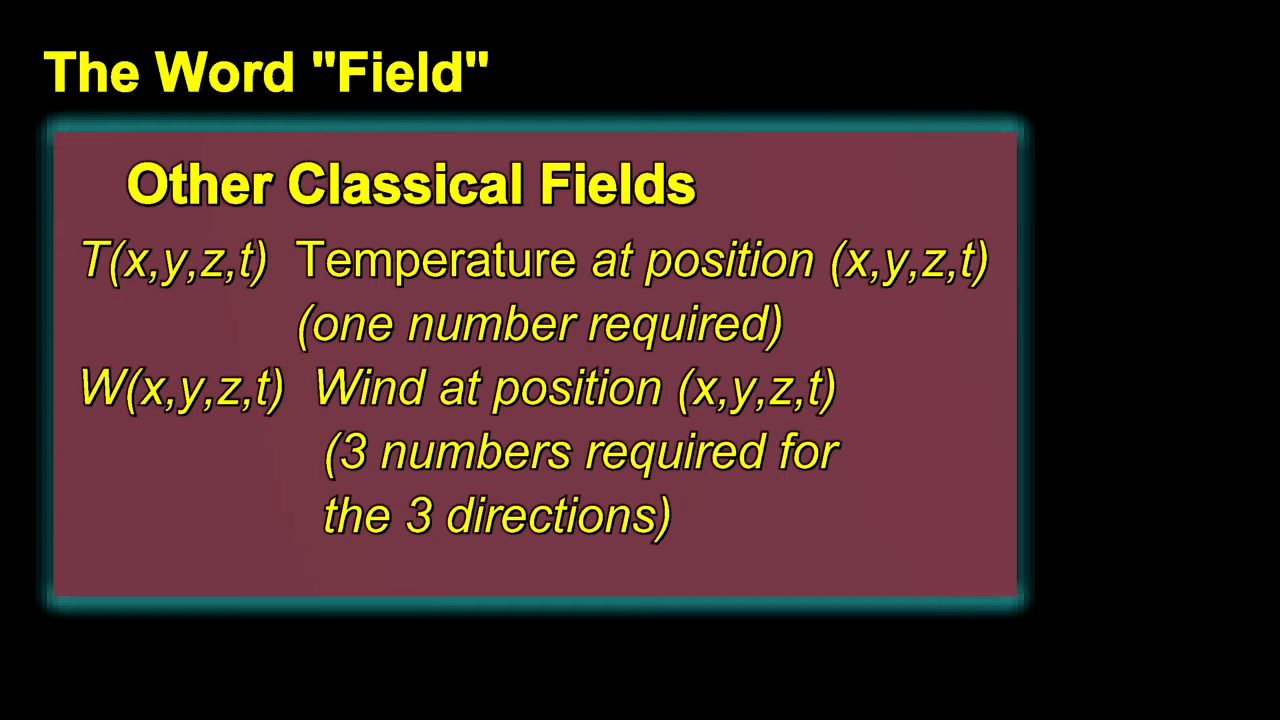 The Word "Field"
Other Classical Fields
T(x,y,z,t) Temperature at position (x,y,z,t)
(one number required)
W(x,y,z,t) Wind at position (x,y,z,t)
(3 numbers required for
the 3 directions)